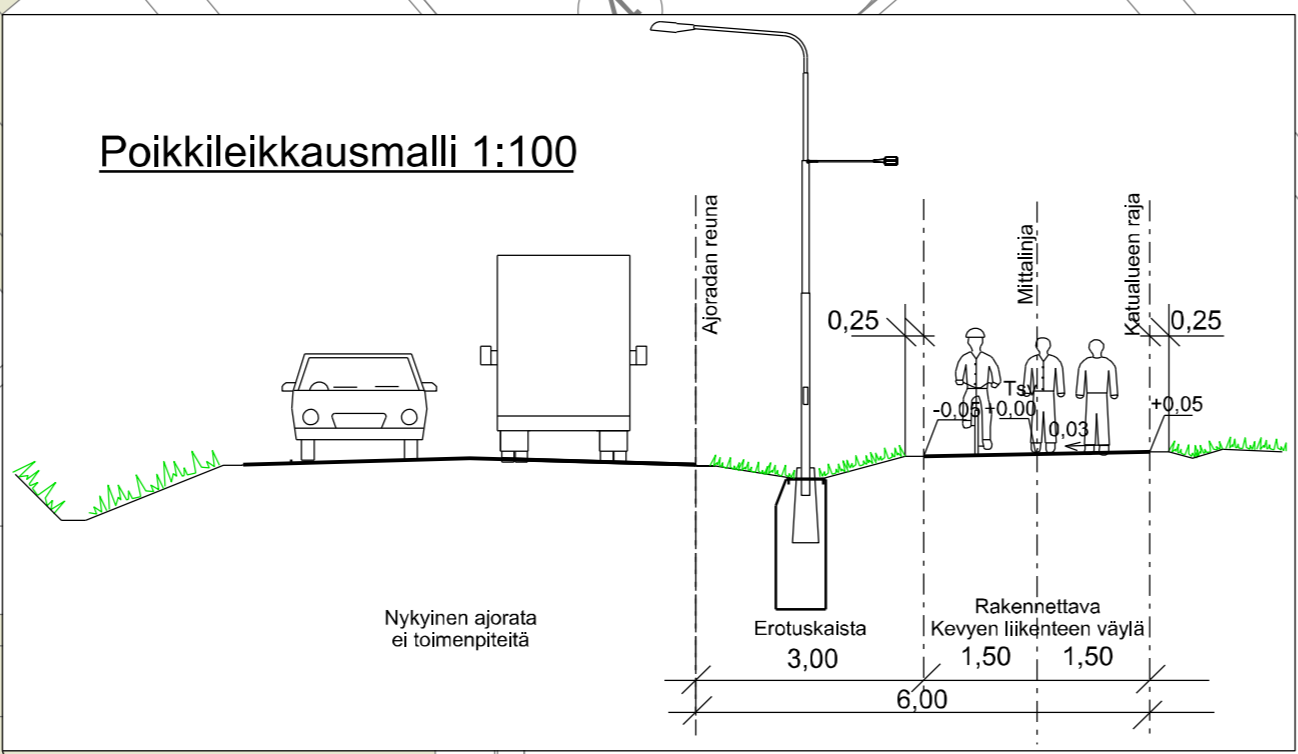 Poikkileikkausmalli 1:100
Ajoradan reuna
Mittalinja
Katualueen raja
0,25
0,25
Tsv
-0,05
+0,00
+0,05
0,03
Nykyinen ajorata
ei toimenpiteitä
Erotuskaista
3,00
Rakennettava
Kevyen liikenteen väylä
1,50
1,50
6,00